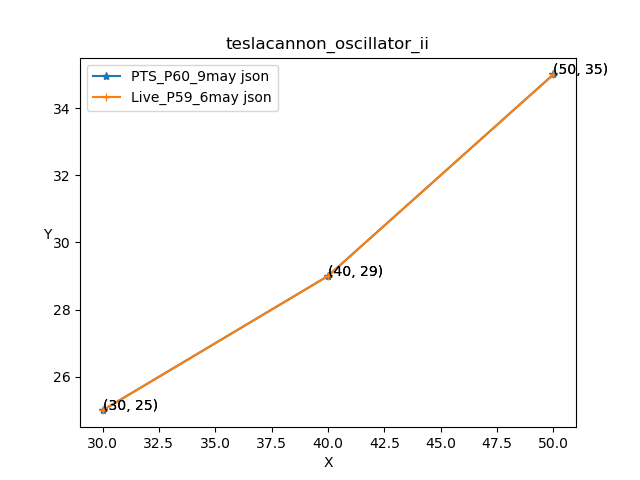 teslacannon_oscillator_ii
PTS_P60_9may json
Live_P59_6may json
(50, 35)
34
32
Y
30
(40, 29)
28
26
(30, 25)
30.0 32.5 35.0 37.5 40.0 42.5 45.0 47.5 50.0
X